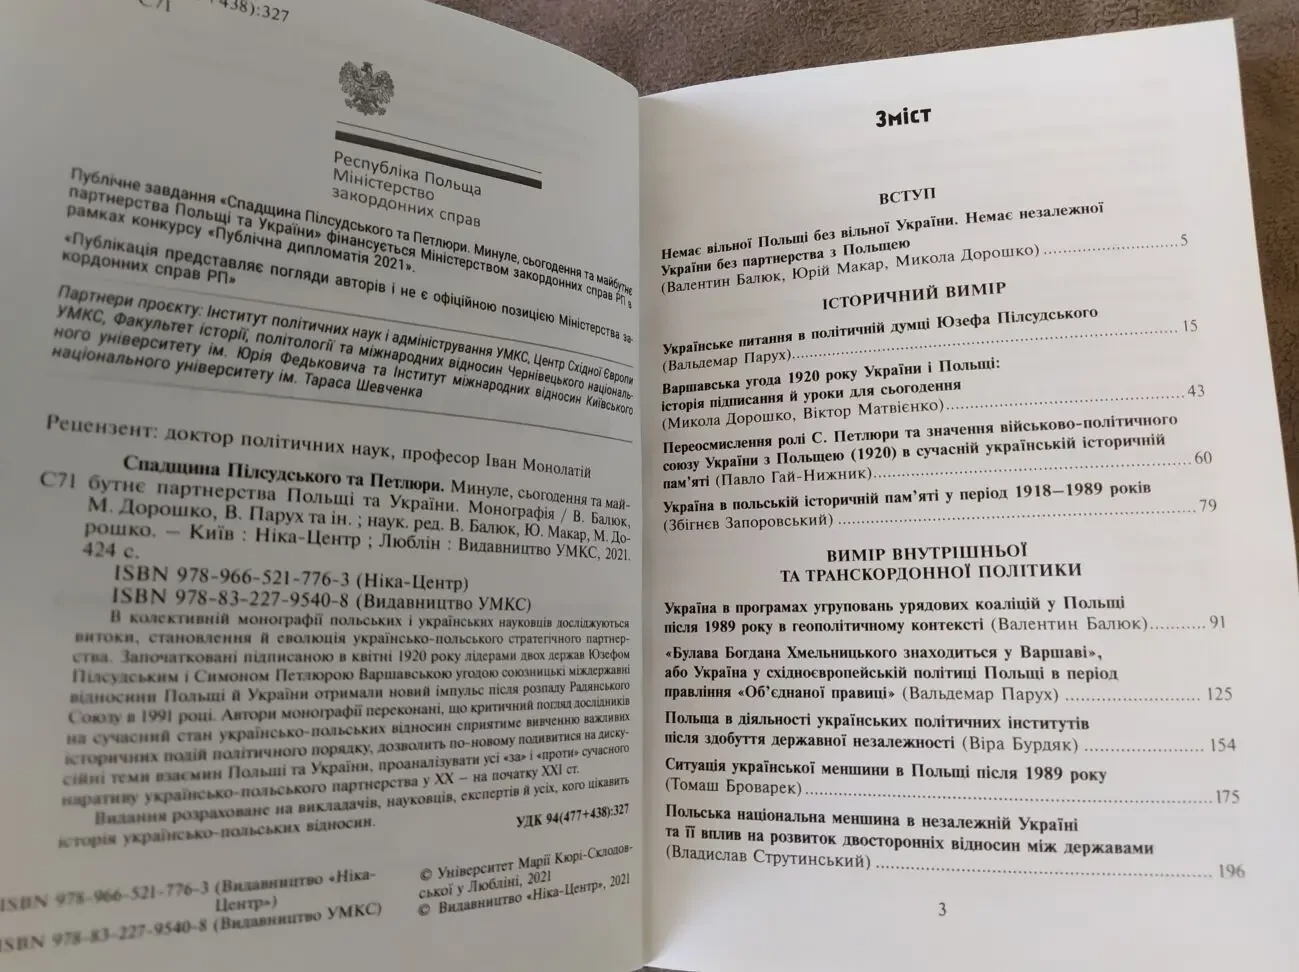 +438):327
С71
Республіка Польща
Міністерство
закордонних справ
Публічне завдання «Спадщина Пілсудського та Петлюри. Минуле, сьогодення та майбутнє
партнерства Польщі та України» фінансується Міністерством закордонних справ РП в
рамках конкурсу «Публічна дипломатія 2021».
«Публікація представляє погляди авторів і не є офіційною позицією Міністерства за-
кордонних справ РП»
Партнери проєкту: Інститут політичних наук і адміністрування УМКС, Центр Східної Європи
УМКС, Факультет історії, політології та міжнародних відносин Чернівецького національ-
ного університету ім. Юрія Федьковича та Інститут міжнародних відносин Київського
національного університету ім. Тараса Шевченка
Рецензент: доктор політичних наук, професор Іван Монолатій
Спадщина Пілсудського та Петлюри. Минуле, сьогодення та май-
С71 бутнє партнерства Польщі та України. Монографія / В. Балюк,
М. Дорошко, В. Парух та ін. ; наук. ред. В. Балюк, Ю. Макар, М. До-
рошко. – Київ : Ніка-Центр ; Люблін : Видавництво УМКС, 2021.
424 с.
ISBN 978-966-521-776-3 (Ніка-Центр)
ISBN 978-83-227-9540-8 (Видавництво УМКС)
В колективній монографії польських і українських науковців досліджуються
витоки, становлення й еволюція українсько-польського стратегічного партнер-
ства. Започатковані підписаною в квітні 1920 року лідерами двох держав Юзефом
Пілсудським і Симоном Петлюрою Варшавською угодою союзницькі міждержавні
відносини Польщі й України отримали новий імпульс після розпаду Радянського
Союзу в 1991 році. Автори монографії переконані, що критичний погляд дослідників
на сучасний стан українсько-польських відносин сприятиме вивченню важливих
історичних подій політичного порядку, дозволить по-новому подивитися на диску-
сійні теми взаємин Польщі та України, проаналізувати усі «за» і «проти» сучасного
наративу українсько-польського партнерства у ХХ – на початку ХХІ ст.
Видання розраховане на викладачів, науковців, експертів й усіх, кого цікавить
історія українсько-польських відносин.
УДК 94(477+438):327
ISBN 978-966-521-776-3 (Видавництво «Ніка-
Центр»)
ISBN 978-83-227-9540-8 (Видавництво УМКС)
© Університет Марії Кюрі-Склодов-
ської у Любліні, 2021
© Видавництво «Ніка-Центр», 2021
Зміст
ВСТУП
Немає вільної Польщі без вільної України. Немає незалежної
України без партнерства з Польщею
(Валентин Балюк, Юрій Макар, Микола Дорошко) 5
ІСТОРИЧНИЙ ВИМІР
Українське питання в політичній думці Юзефа Пілсудського
(Вальдемар Парух) 15
Варшавська угода 1920 року України і Польщі:
історія підписання й уроки для сьогодення
(Микола Дорошко, Віктор Матвієнко) 43
Переосмислення ролі С. Петлюри та значення військово-політичного
союзу України з Польщею (1920) в сучасній українській історичній
пам'яті (Павло Гай-Нижник) 60
Україна в польській історичній пам'яті у період 1918–1989 років
(Збігнєв Запоровський) 79
ВИМІР ВНУТРІШНЬОЇ
ТА ТРАНСКОРДОННОЇ ПОЛІТИКИ
Україна в програмах угруповань урядових коаліцій у Польщі
після 1989 року в геополітичному контексті (Валентин Балюк) 91
«Булава Богдана Хмельницького знаходиться у Варшаві»,
або Україна у східноєвропейській політиці Польщі в період
правління «Об'єднаної правиці» (Вальдемар Парух) 125
Польща в діяльності українських політичних інститутів
після здобуття державної незалежності (Віра Бурдяк) 154
Ситуація української меншини в Польщі після 1989 року
(Томаш Броварек) 175
Польська національна меншина в незалежній Україні
та її вплив на розвиток двосторонніх відносин між державами
(Владислав Струтинський) 196
3